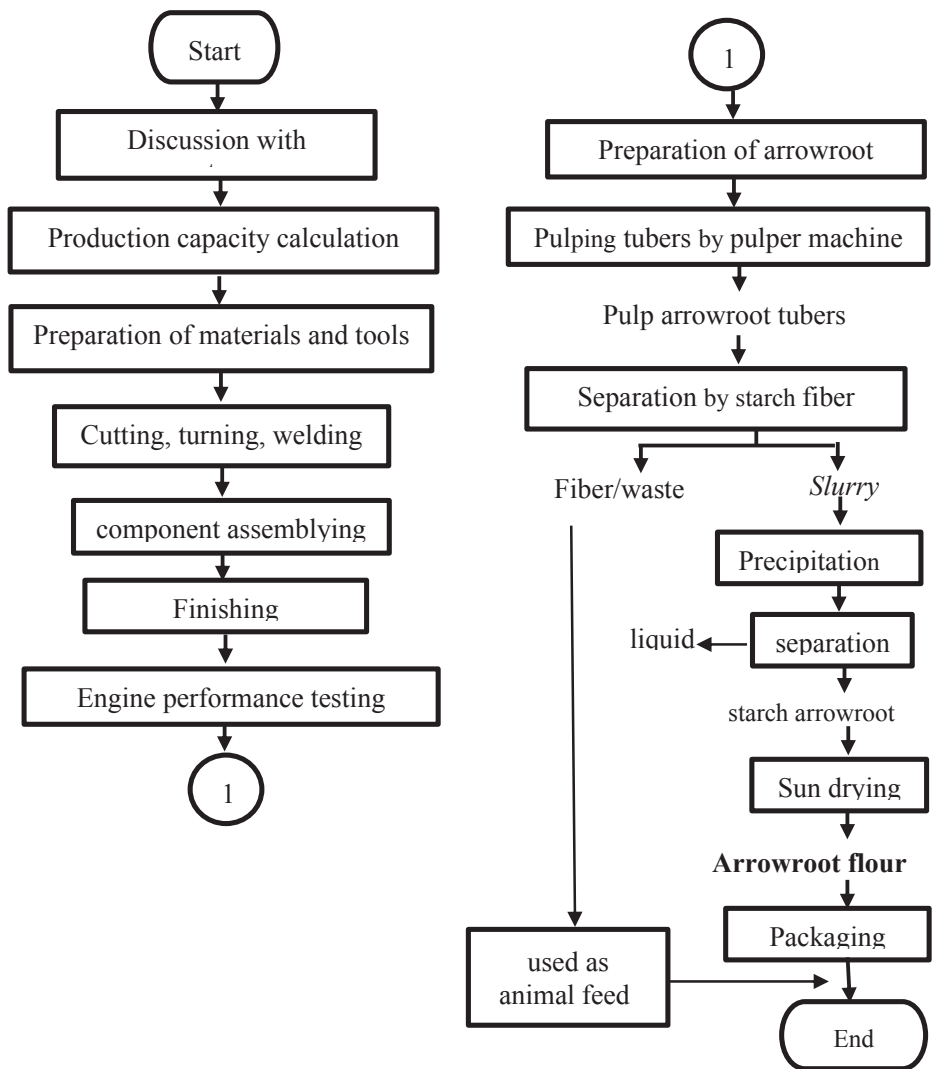 Start
Discussion with
Production capacity calculation
Preparation of materials and tools
Cutting, turning, welding
component assemblying
Finishing
Engine performance testing
1
1
Preparation of arrowroot
Pulping tubers by pulper machine
Pulp arrowroot tubers
Separation by starch fiber
Fiber/waste
Slurry
Precipitation
separation
liquid
starch arrowroot
Sun drying
Arrowroot flour
Packaging
used as
animal feed
End